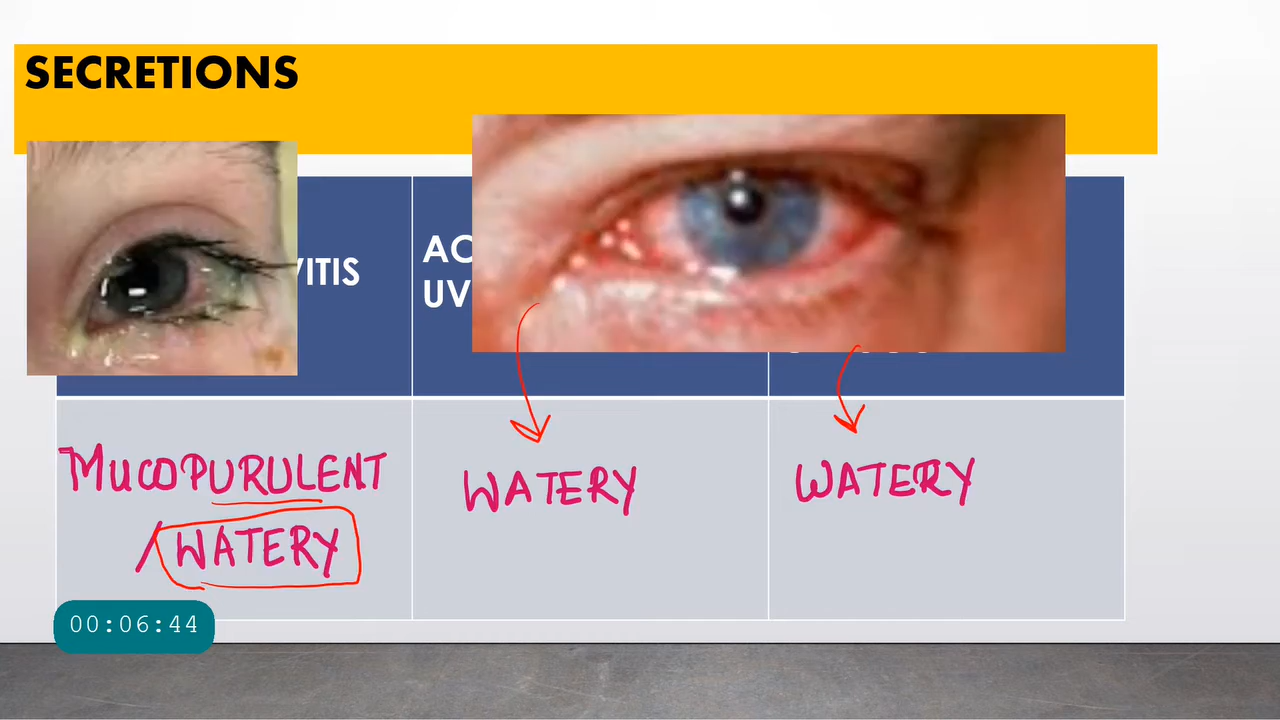 SECRETIONS
VITIS
AC
UV
MUCOPURULENT
/WATERY
WATERY
WATERY
00:06:44